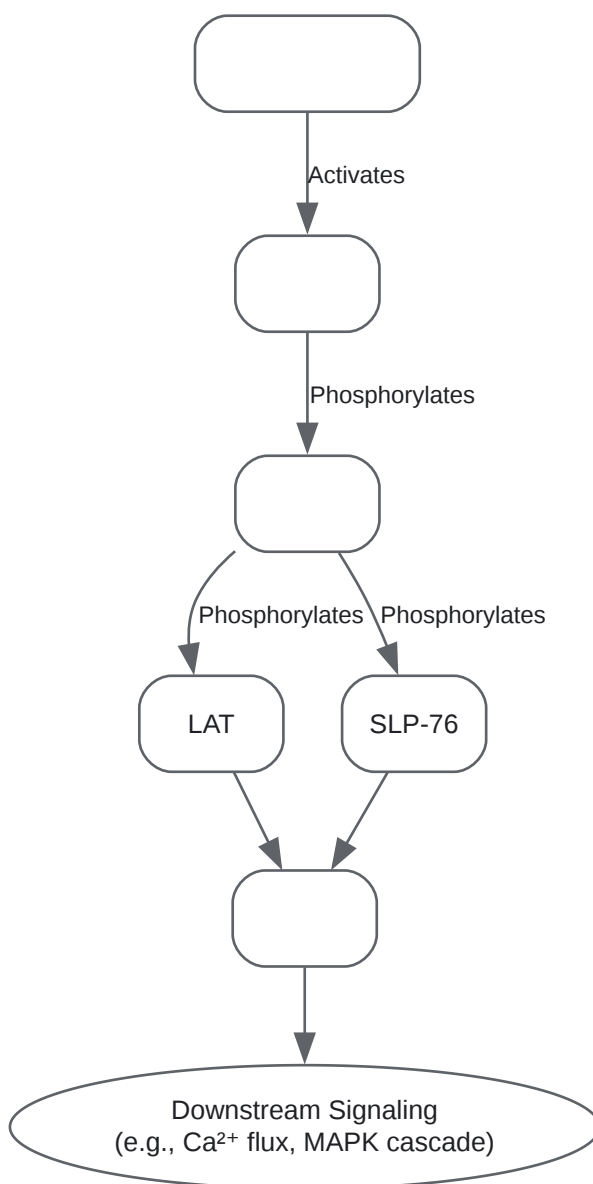 Activates
Phosphorylates
Phosphorylates
Phosphorylates
LAT
SLP-76
Downstream Signaling
(e.g., Ca²⁺ flux, MAPK cascade)